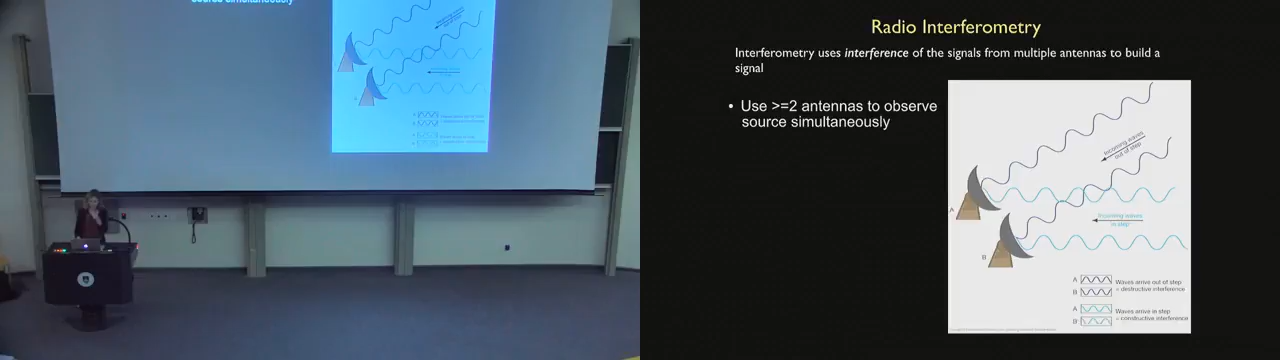 source simultaneously
Radio Interferometry
Interferometry uses interference of the signals from multiple antennas to build a
signal
• Use >=2 antennas to observe
source simultaneously
Incoming waves
out of step
A
Incoming waves
in step
B
A
Waves arrive out of step
B
= destructive interference
A
Waves arrive in step
B
= constructive interference